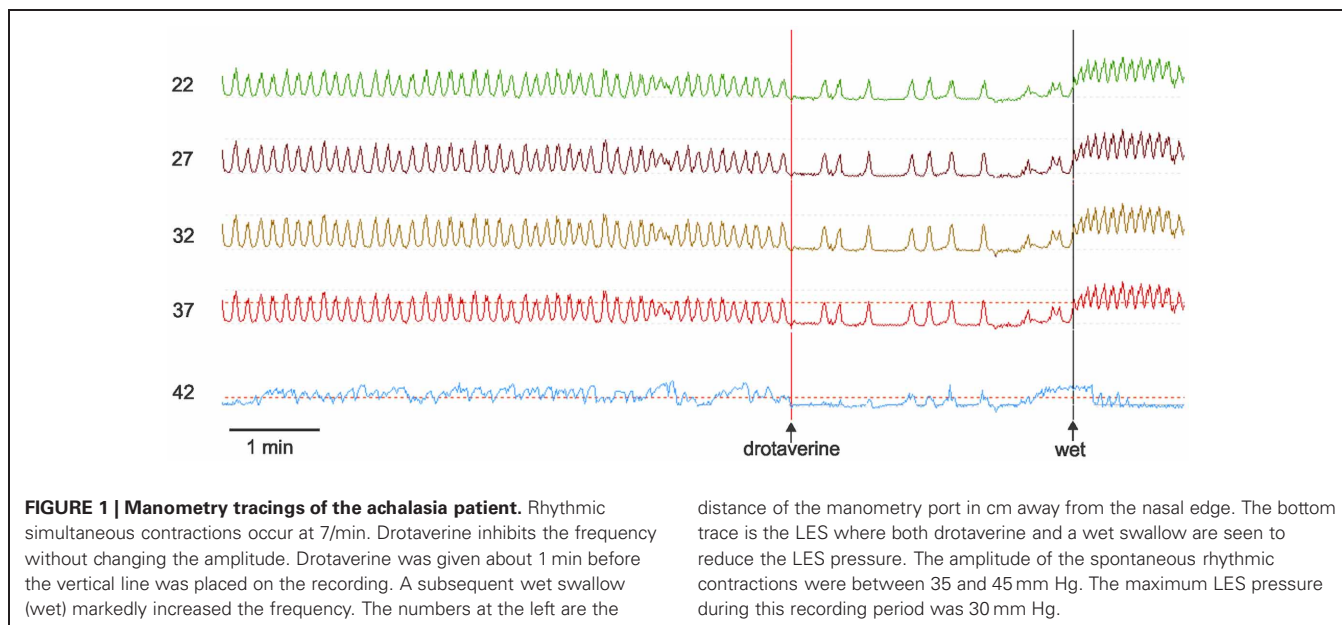 22
27
32
37
42
1 min
drotaverine
wet
FIGURE 1 | Manometry tracings of the achalasia patient. Rhythmic
simultaneous contractions occur at 7/min. Drotaverine inhibits the frequency
without changing the amplitude. Drotaverine was given about 1 min before
the vertical line was placed on the recording. A subsequent wet swallow
(wet) markedly increased the frequency. The numbers at the left are the
distance of the manometry port in cm away from the nasal edge. The bottom
trace is the LES where both drotaverine and a wet swallow are seen to
reduce the LES pressure. The amplitude of the spontaneous rhythmic
contractions were between 35 and 45 mm Hg. The maximum LES pressure
during this recording period was 30 mm Hg.